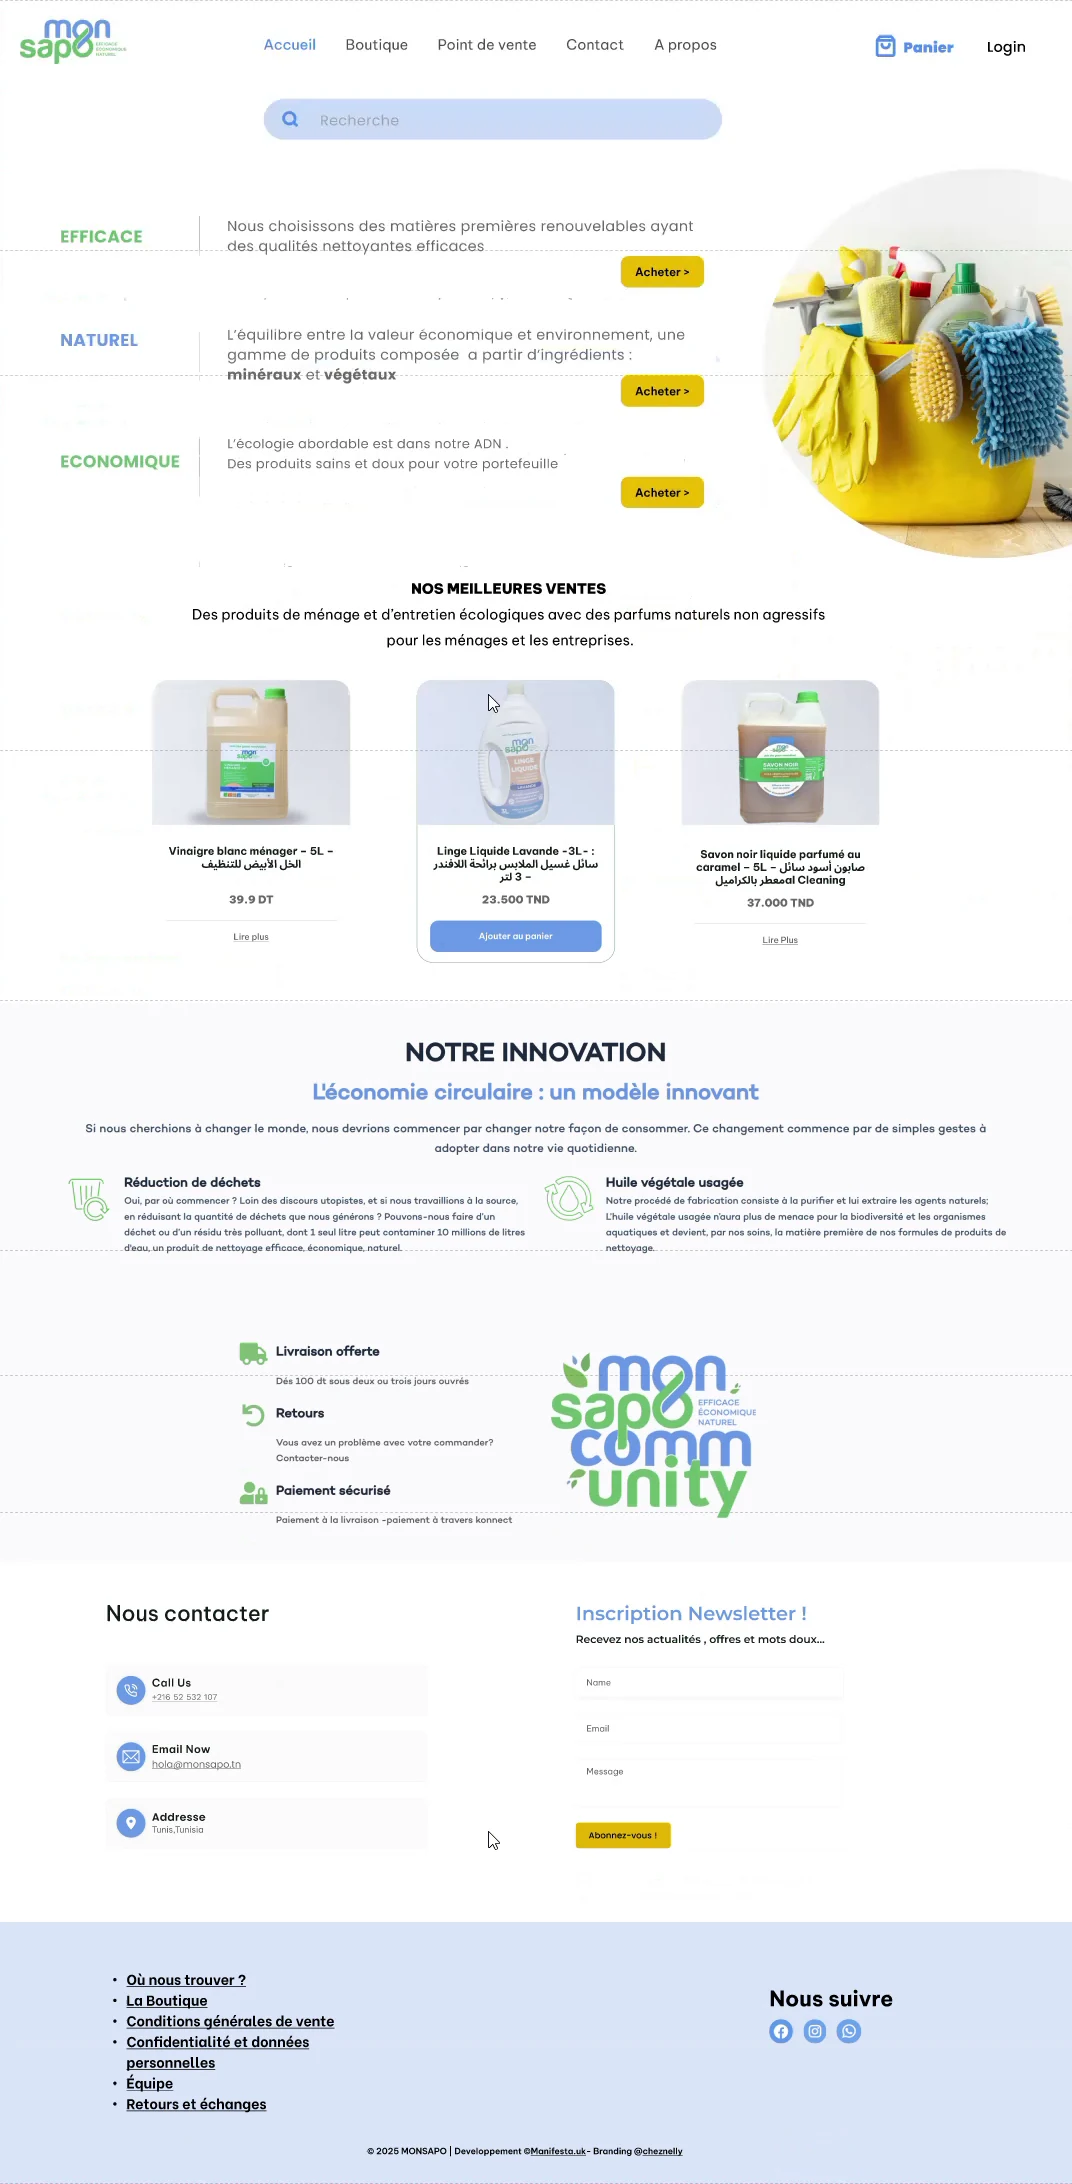 mon
sapo
EFFICACE
ÉCONOMIQUE
NATUREL
Accueil
Boutique
Point de vente
Contact
A propos
Panier
Login
Recherche
EFFICACE
Nous choisissons des matières premières renouvelables ayant
des qualités nettoyantes efficaces
Acheter >
NATUREL
L'équilibre entre la valeur économique et environnement, une
gamme de produits composée a partir d'ingrédients :
minéraux et végétaux
Acheter >
ECONOMIQUE
L'écologie abordable est dans notre ADN .
Des produits sains et doux pour votre portefeuille
Acheter >
NOS MEILLEURES VENTES
Des produits de ménage et d'entretien écologiques avec des parfums naturels non agressifs
pour les ménages et les entreprises.
mon
sapo
mon
sapo
LINGE
LIQUIDE
LAVANDE
mon
sapo
SAVON NOIR
Vinaigre blanc ménager – 5L –
الخل الأبيض للتنظيف
39.9 DT
Lire plus
Linge Liquide Lavande -3L- :
سائل غسيل الملابس برائحة اللافندر
– 3 لتر
23.500 TND
Ajouter au panier
Savon noir liquide parfumé au
caramel – 5L – صابون أسود سائل
معطر بالكراميلal Cleaning
37.000 TND
Lire Plus
NOTRE INNOVATION
L'économie circulaire : un modèle innovant
Si nous cherchions à changer le monde, nous devrions commencer par changer notre façon de consommer. Ce changement commence par de simples gestes à
adopter dans notre vie quotidienne.
Réduction de déchets
Oui, par où commencer ? Loin des discours utopistes, et si nous travaillions à la source,
en réduisant la quantité de déchets que nous générons ? Pouvons-nous faire d'un
déchet ou d'un résidu très polluant, dont 1 seul litre peut contaminer 10 millions de litres
d'eau, un produit de nettoyage efficace, économique, naturel.
Huile végétale usagée
Notre procédé de fabrication consiste à la purifier et lui extraire les agents naturels;
L'huile végétale usagée n'aura plus de menace pour la biodiversité et les organismes
aquatiques et devient, par nos soins, la matière première de nos formules de produits de
nettoyage.
Livraison offerte
Dés 100 dt sous deux ou trois jours ouvrés
Retours
Vous avez un problème avec votre commander?
Contacter-nous
Paiement sécurisé
Paiement à la livraison -paiement à travers konnect
mon
sapo
EFFICACE
ÉCONOMIQUE
NATUREL
comm
unity
Nous contacter
Call Us
+216 52 532 107
Email Now
hola@monsapo.tn
Addresse
Tunis,Tunisia
Inscription Newsletter !
Recevez nos actualités , offres et mots doux...
Name
Email
Message
Abonnez-vous !
• Où nous trouver ?
• La Boutique
• Conditions générales de vente
• Confidentialité et données
personnelles
• Équipe
• Retours et échanges
Nous suivre
© 2025 MONSAPO | Developpement ©Manifesta.uk- Branding @cheznelly